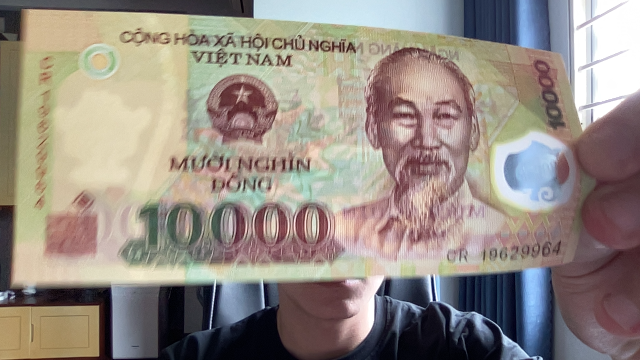 CỘNG HÒA XÃ HỘI CHỦ NGHĨA
VIỆT NAM
10000
MƯỜI NGHÌN
ĐỒNG
10000
CR 19629964